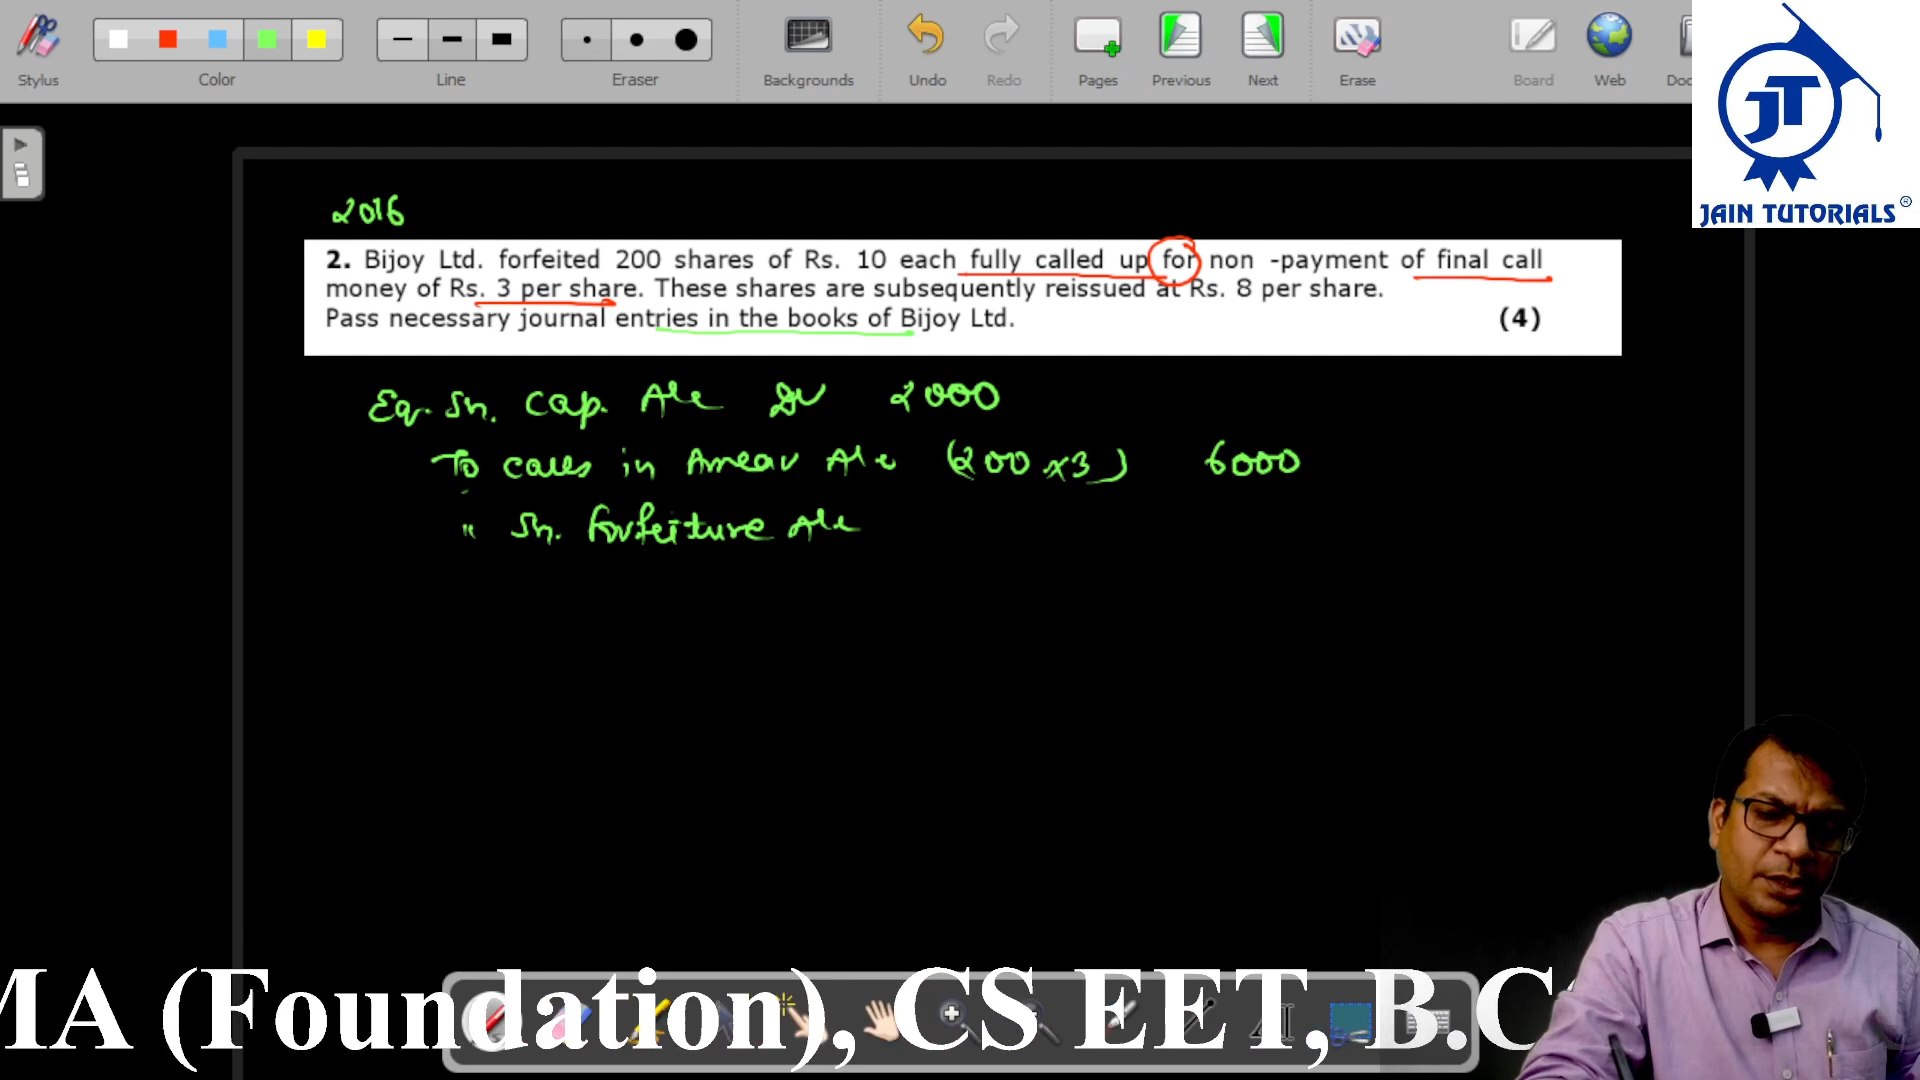 Stylus
Color
Line
Eraser
Backgrounds
Undo
Redo
Pages
Previous
Next
Erase
Board
Web
Doc
JT
JAIN TUTORIALS®
2016
2. Bijoy Ltd. forfeited 200 shares of Rs. 10 each fully called up for non -payment of final call
money of Rs. 3 per share. These shares are subsequently reissued at Rs. 8 per share.
Pass necessary journal entries in the books of Bijoy Ltd. (4)
Eq. Sh. Cap. A/c Dr 2000
To calls in Arrear A/c (200 x3) 6000
" Sh. Forfeiture A/c
MA (Foundation), CS EET, B.C